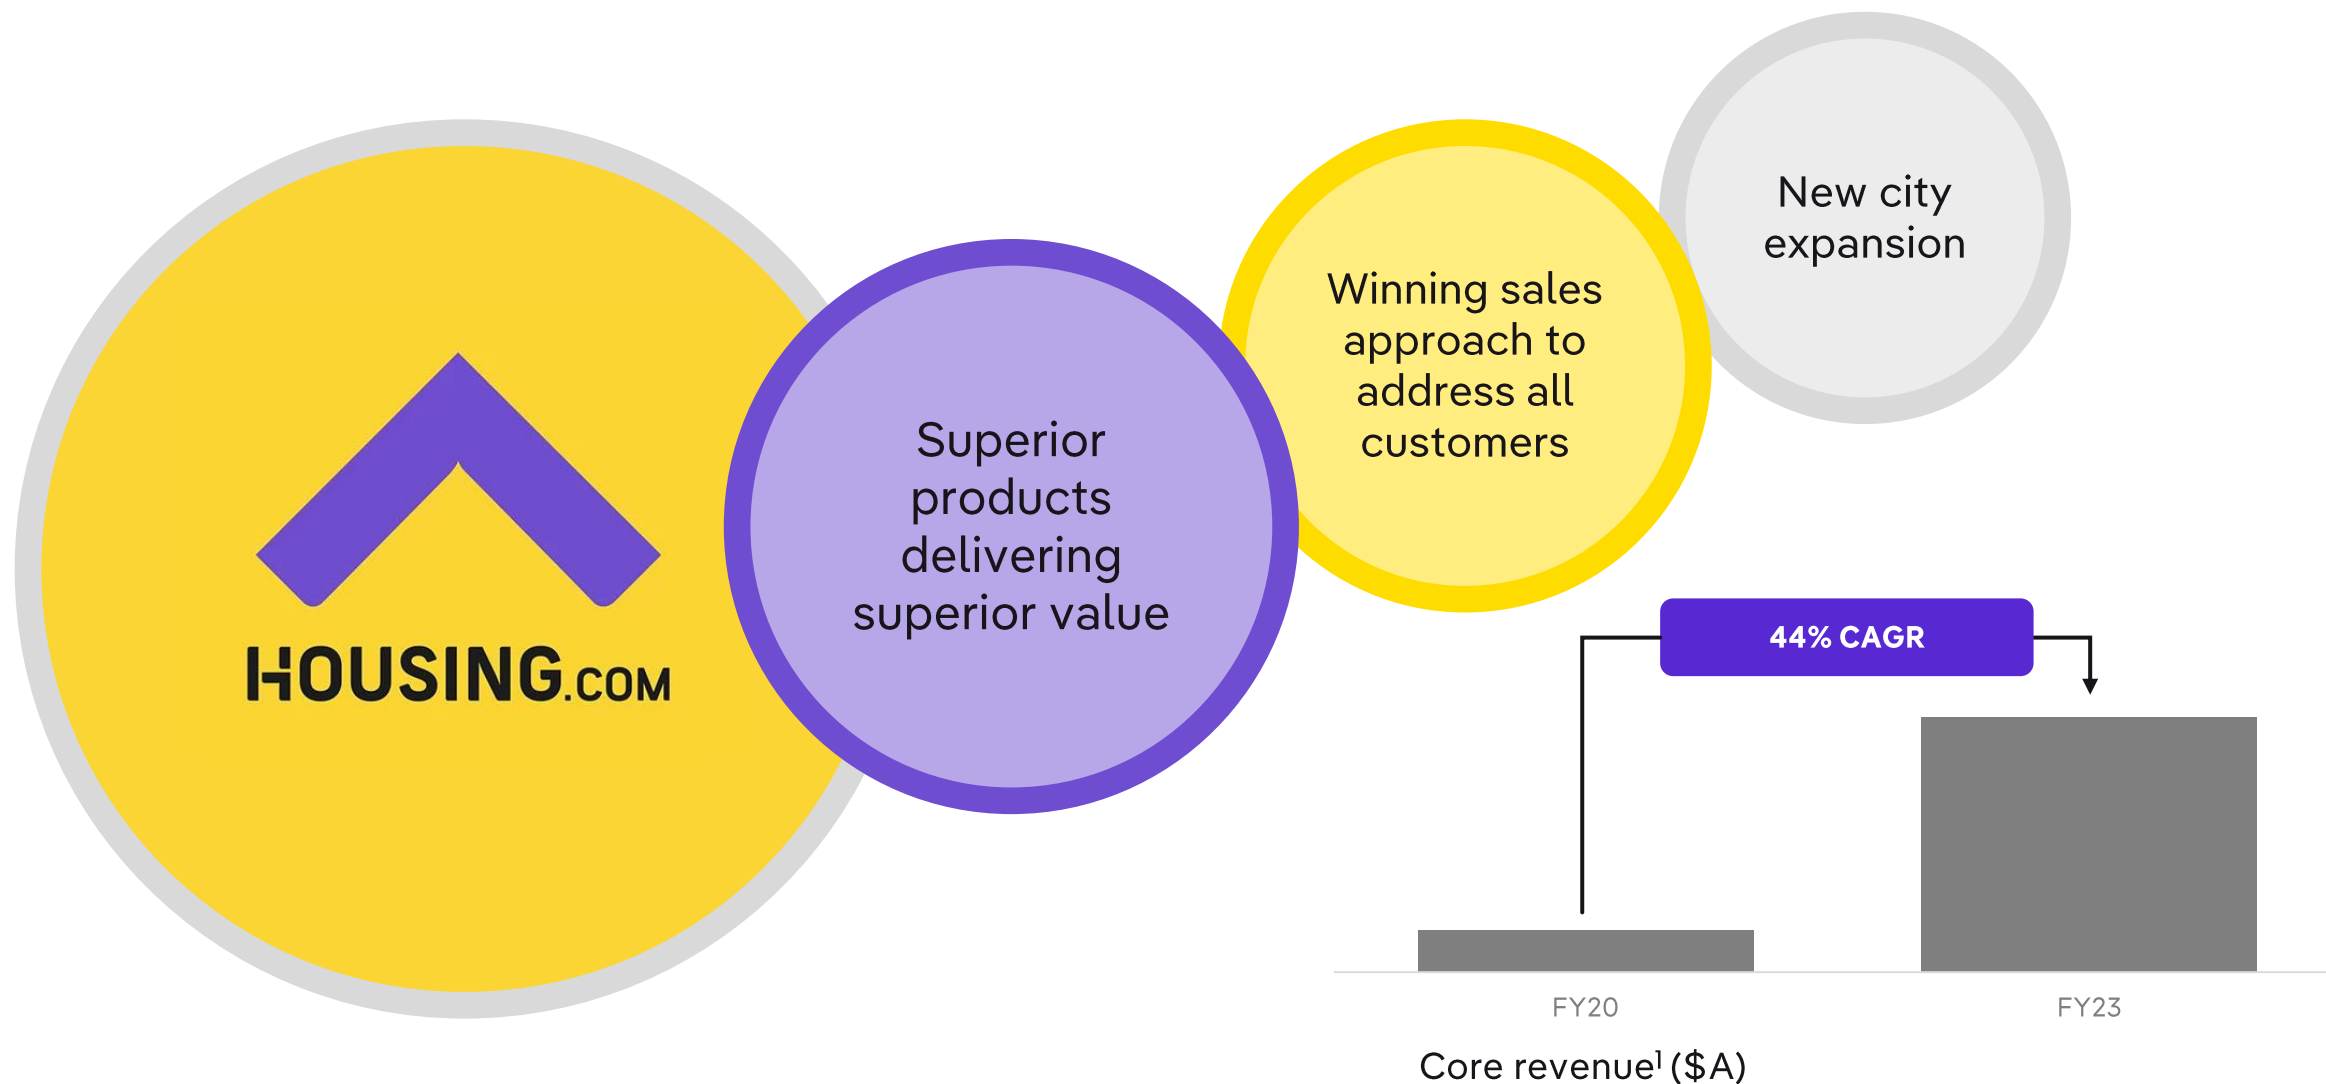 HOUSING.COM
Superior
products
delivering
superior value
Winning sales
approach to
address all
customers
New city
expansion
44% CAGR
FY20
FY23
Core revenue¹ ($A)